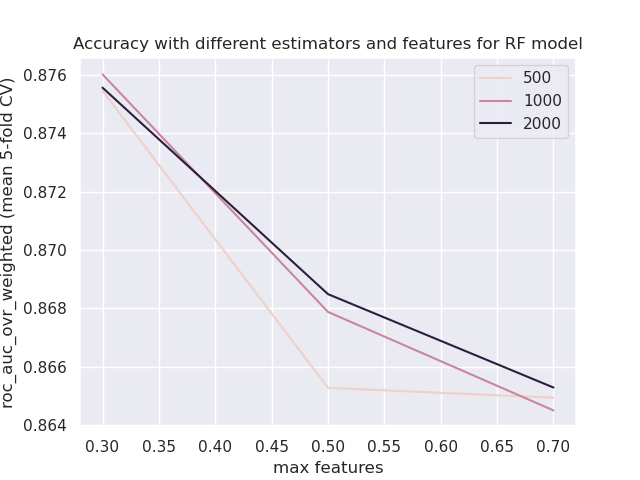 Accuracy with different estimators and features for RF model
roc_auc_ovr_weighted (mean 5-fold CV)
0.876
0.874
0.872
0.870
0.868
0.866
0.864
500
1000
2000
0.30 0.35 0.40 0.45 0.50 0.55 0.60 0.65 0.70
max features